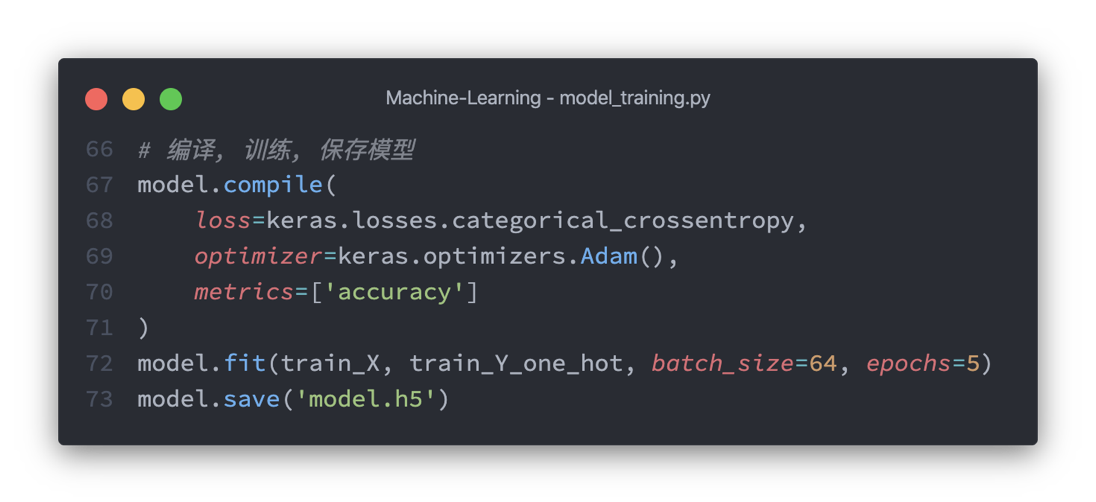 Machine-Learning - model_training.py
66 # 编译, 训练, 保存模型
67 model.compile(
68     loss=keras.losses.categorical_crossentropy,
69     optimizer=keras.optimizers.Adam(),
70     metrics=['accuracy']
71 )
72 model.fit(train_X, train_Y_one_hot, batch_size=64, epochs=5)
73 model.save('model.h5')